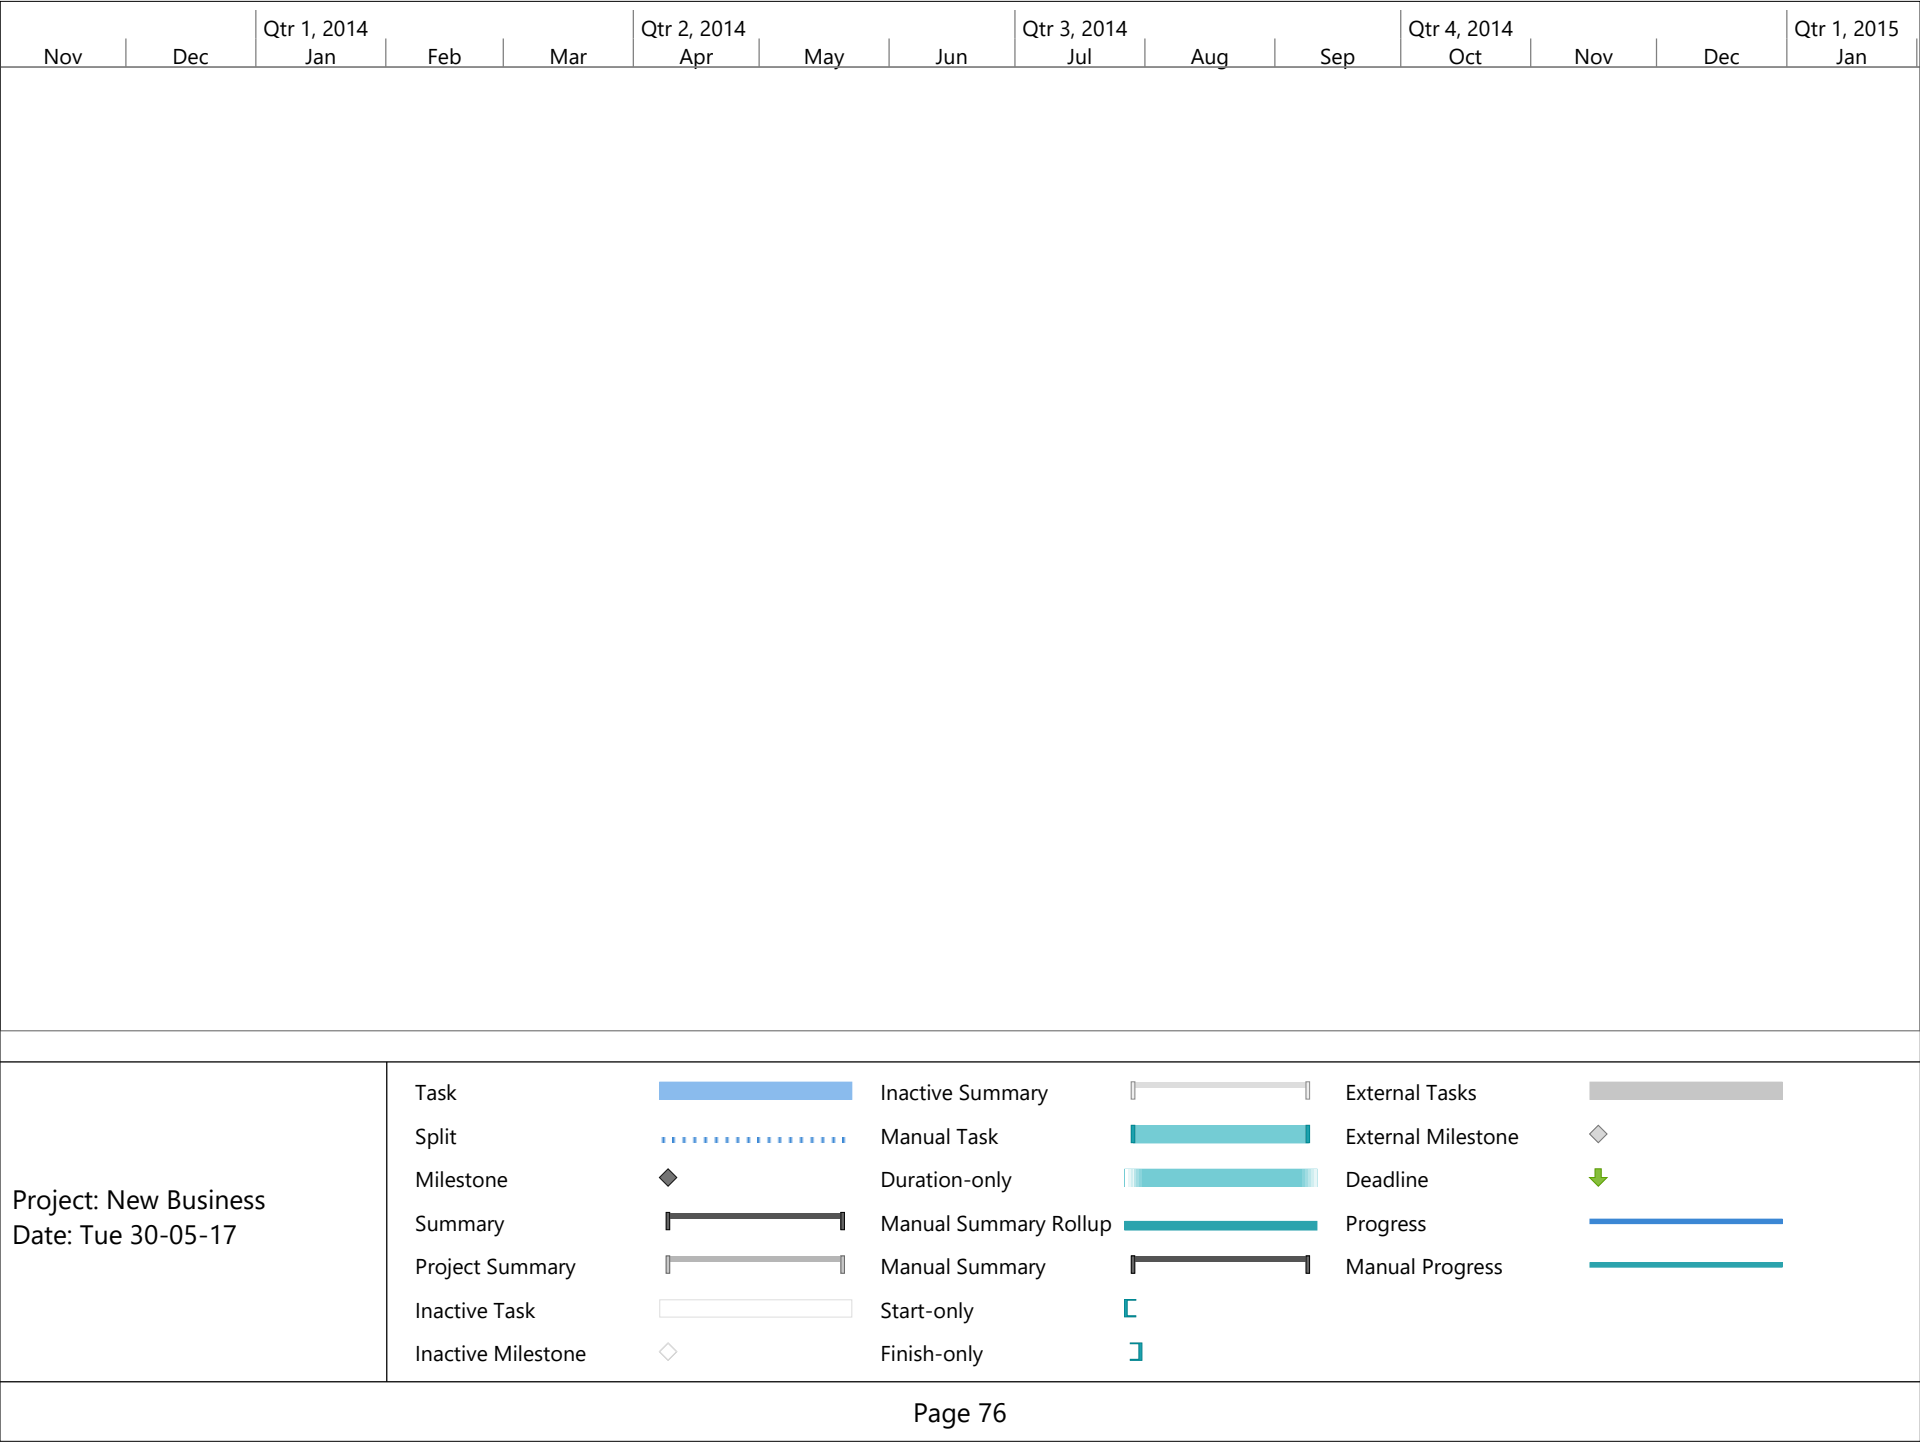 Qtr 1, 2014 Qtr 2, 2014 Qtr 3, 2014 Qtr 4, 2014 Qtr 1, 2015
Nov Dec Jan Feb Mar Apr May Jun Jul Aug Sep Oct Nov Dec Jan
Project: New Business
Date: Tue 30-05-17
Task
Split
Milestone
Summary
Project Summary
Inactive Task
Inactive Milestone
Inactive Summary
Manual Task
Duration-only
Manual Summary Rollup
Manual Summary
Start-only
Finish-only
External Tasks
External Milestone
Deadline
Progress
Manual Progress
Page 76